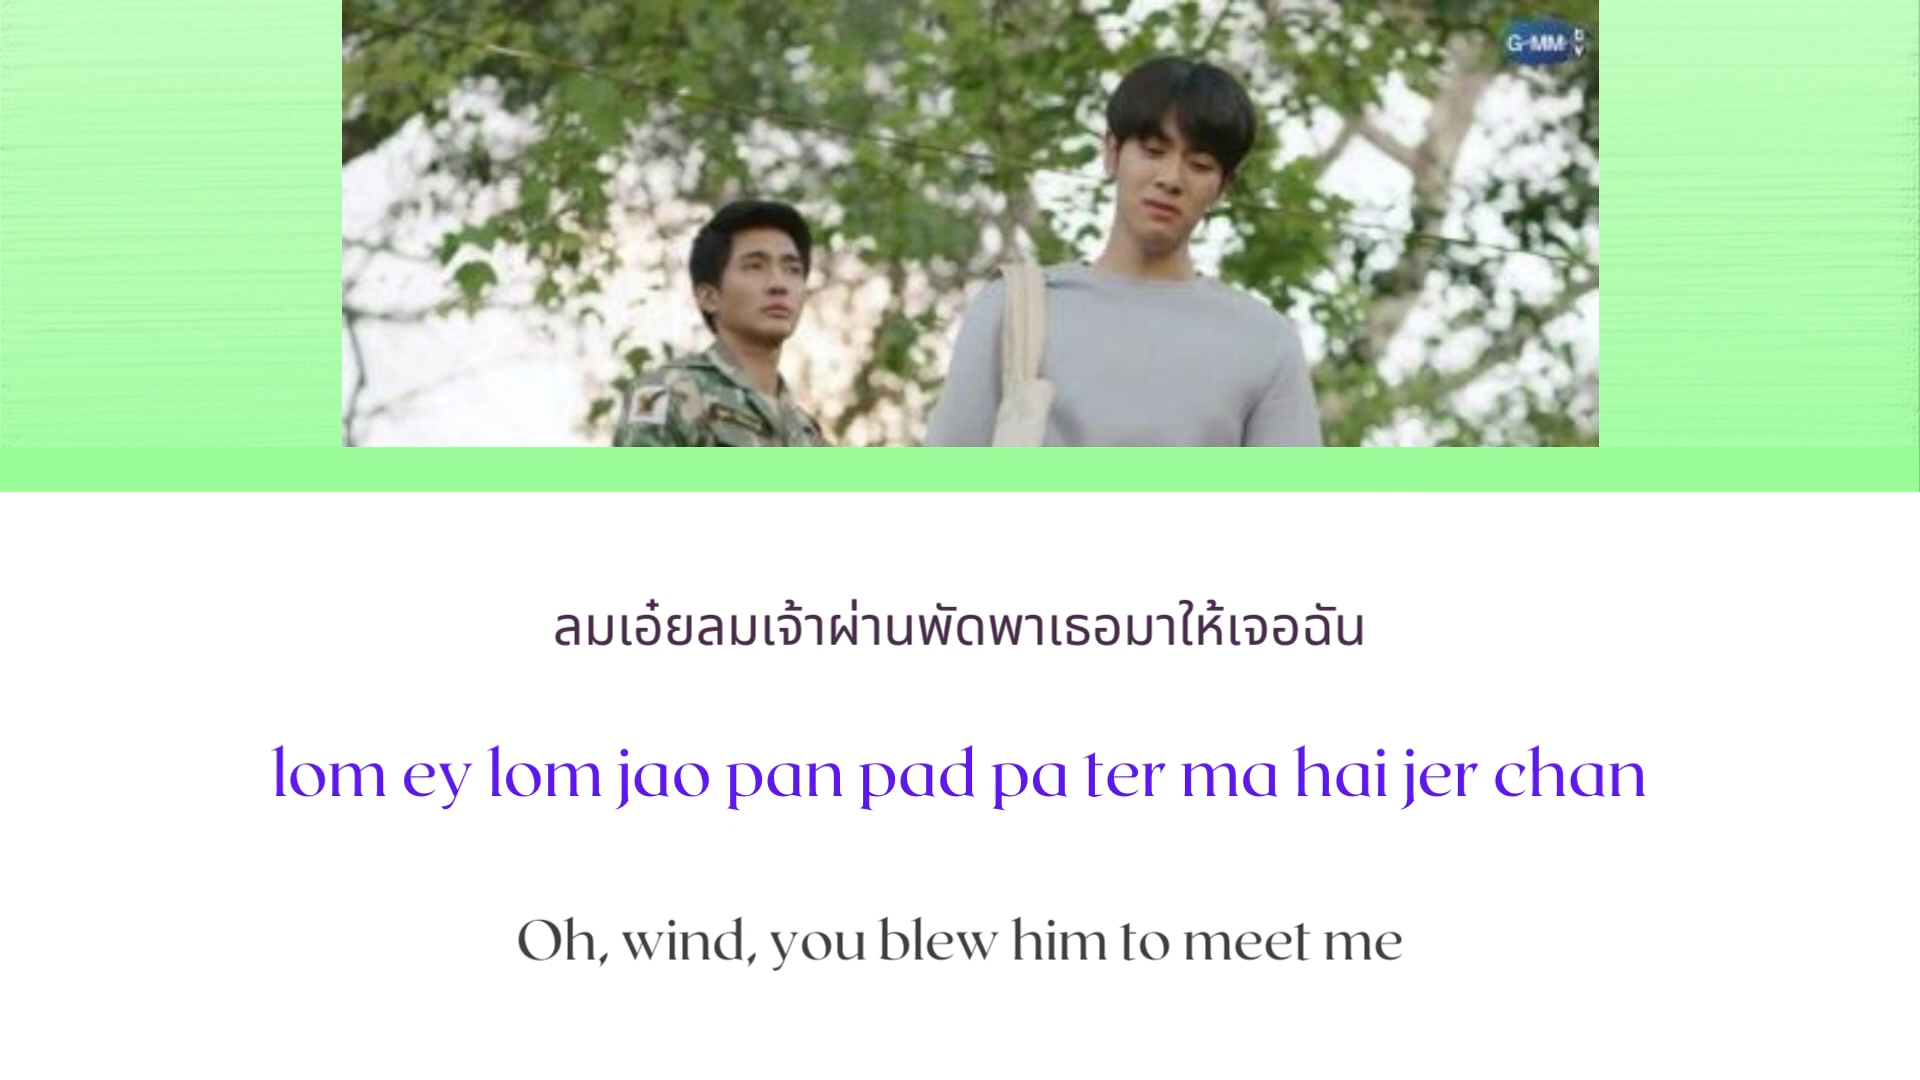 GMM
TV
ลมเอ๋ยลมเจ้าผ่านพัดพาเธอมาให้เจอฉัน
lom ey lom jao pan pad pa ter ma hai jer chan
Oh, wind, you blew him to meet me